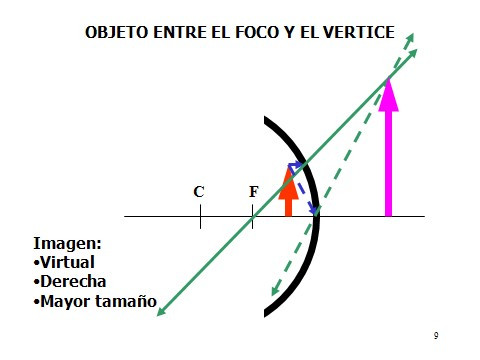 OBJETO ENTRE EL FOCO Y EL VERTICE
C F
Imagen:
•Virtual
•Derecha
•Mayor tamaño
9